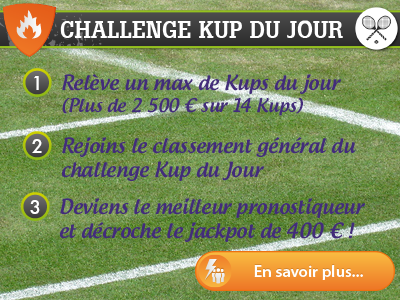 CHALLENGE KUP DU JOUR
1 Relève un max de Kups du jour
(Plus de 2 500 € sur 14 Kups)
2 Rejoins le classement général du
challenge Kup du Jour
3 Deviens le meilleur pronostiqueur
et décroche le jackpot de 400 € !
En savoir plus...